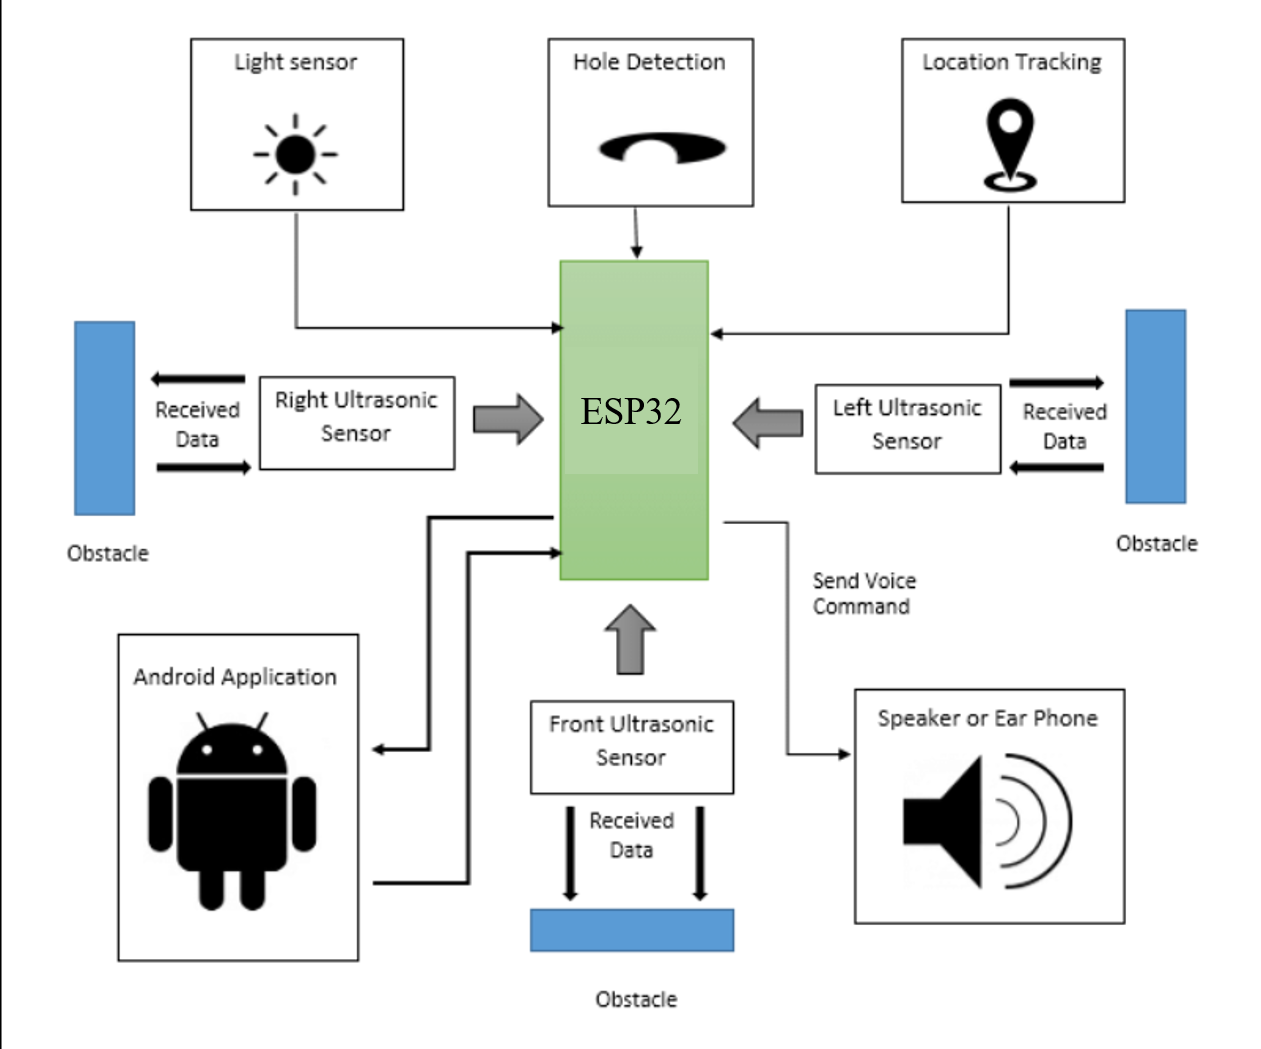 Light sensor
Hole Detection
Location Tracking
Right Ultrasonic
Sensor
Received
Data
Obstacle
ESP32
Left Ultrasonic
Sensor
Received
Data
Obstacle
Send Voice
Command
Android Application
Front Ultrasonic
Sensor
Received
Data
Obstacle
Speaker or Ear Phone